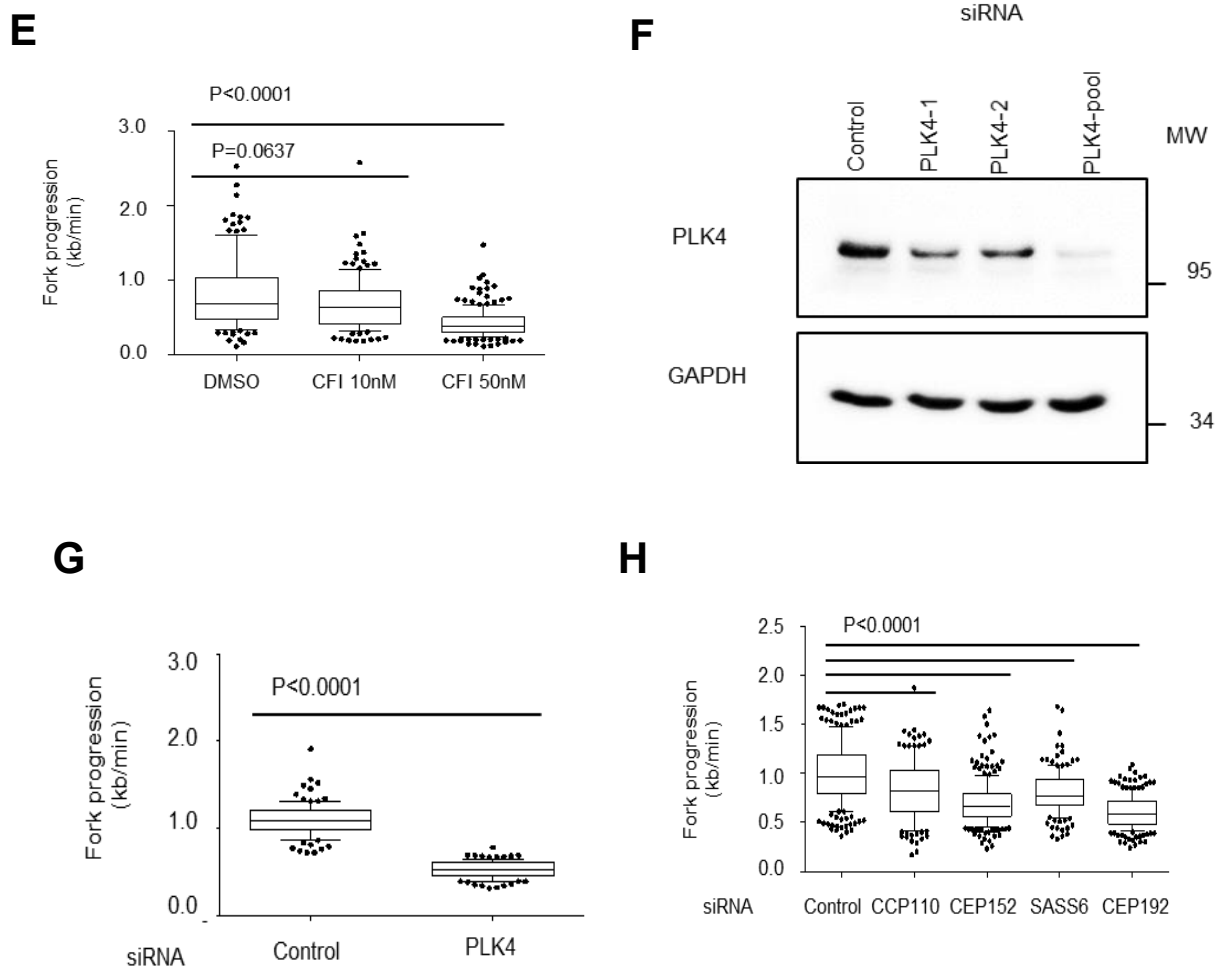 E
P<0.0001
P=0.0637
Fork progression
(kb/min)
3.0
2.0
1.0
0.0
DMSO
CFI 10nM
CFI 50nM
F
siRNA
Control
PLK4-1
PLK4-2
PLK4-pool
MW
PLK4
95
GAPDH
34
G
P<0.0001
Fork progression
(kb/min)
3.0
2.0
1.0
0.0
siRNA
Control
PLK4
H
P<0.0001
Fork progression
(kb/min)
2.5
2.0
1.5
1.0
0.5
0.0
siRNA
Control
CCP110
CEP152
SASS6
CEP192